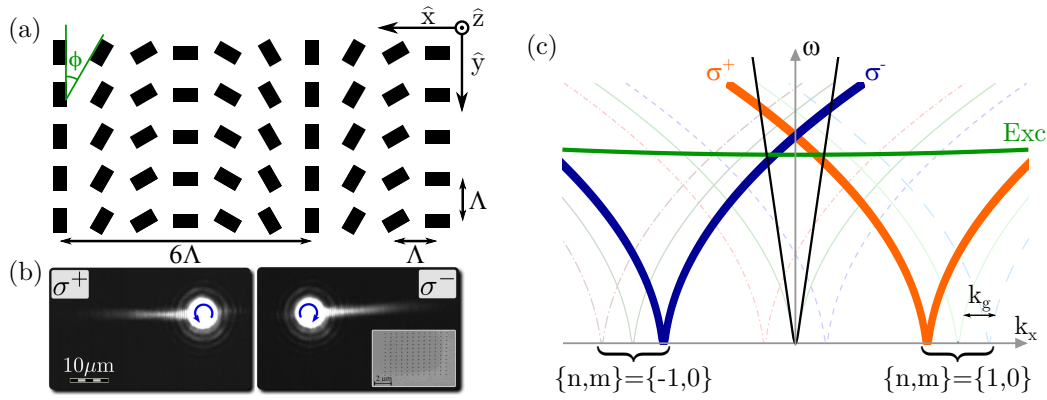 (a)
ϕ
x̂
ẑ
ŷ
Λ
6Λ
Λ
(b)
σ+
10μm
σ-
2 μm
(c)
ω
σ+
σ-
Exc
kg
kx
{n,m}={-1,0}
{n,m}={1,0}